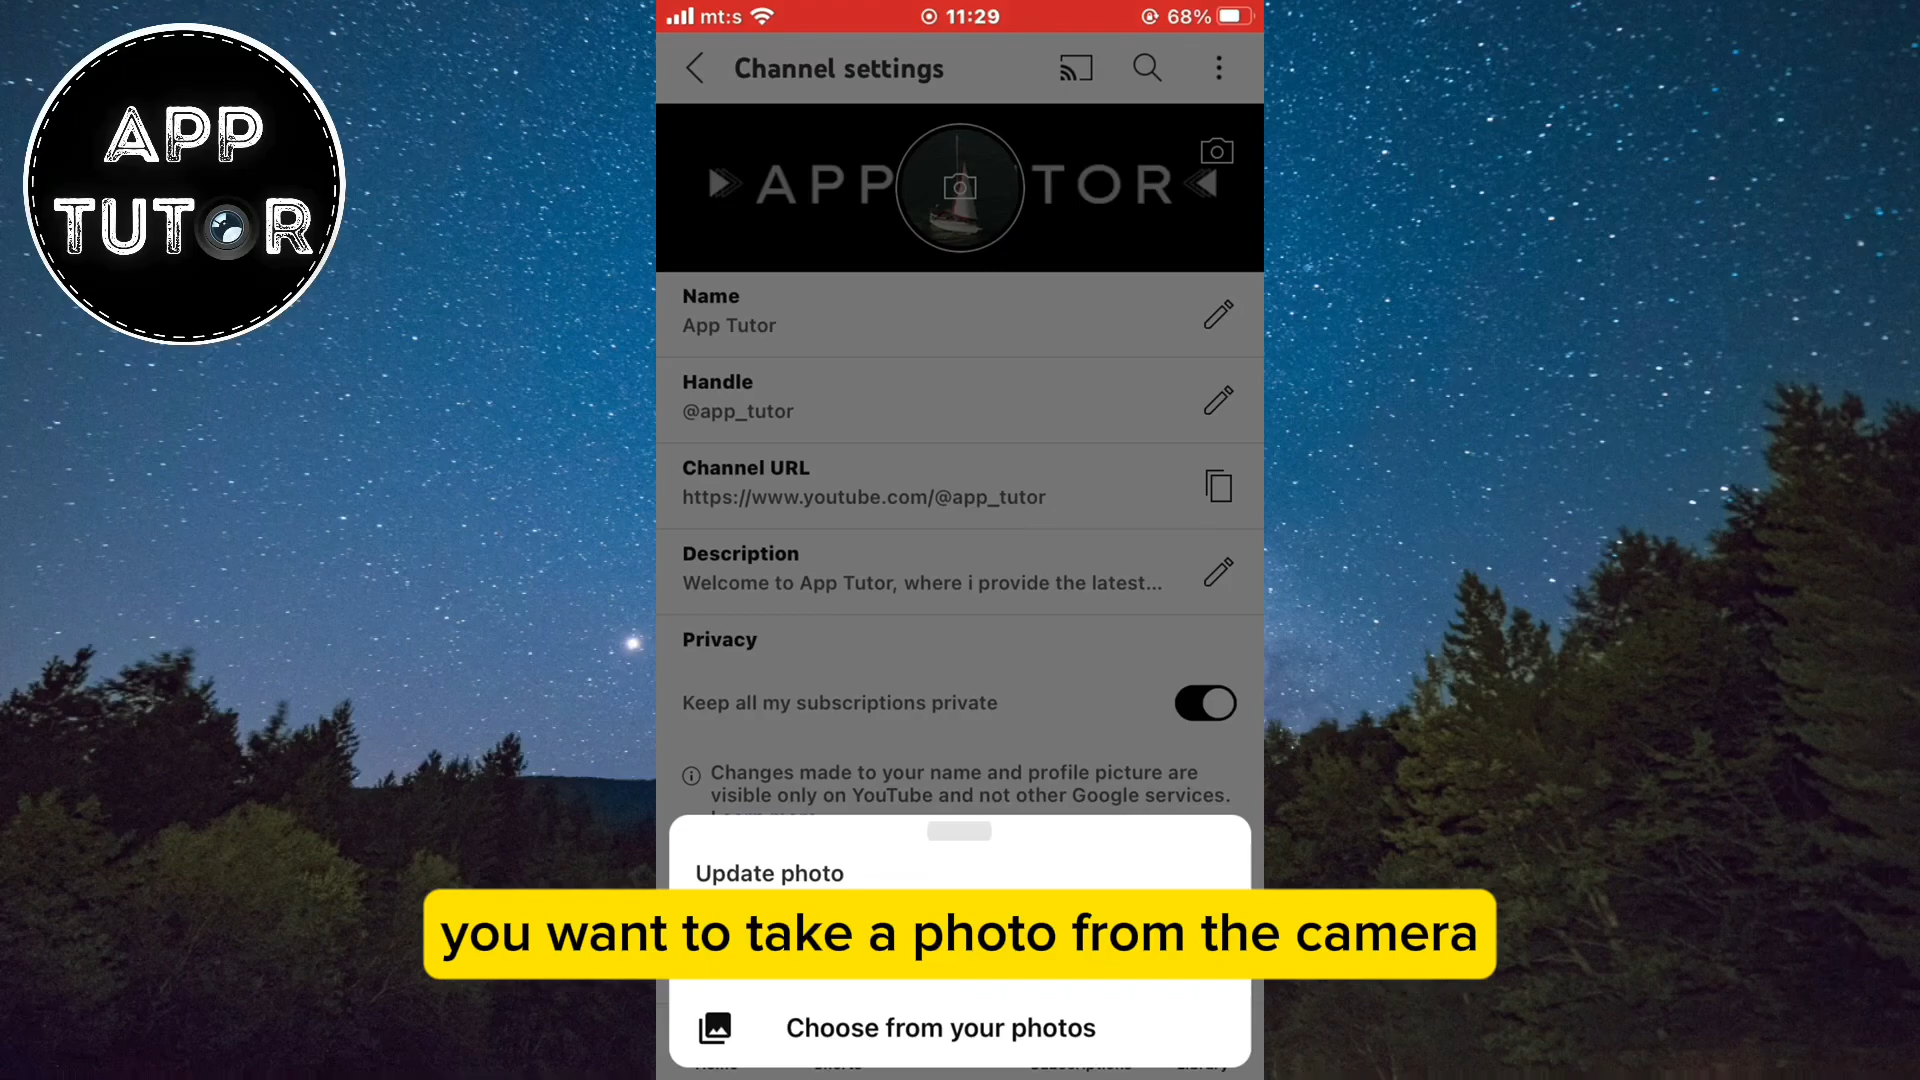 APP
TUTOR
mt:s
11:29
68%
Channel settings
APP TOR
Name
App Tutor
Handle
@app_tutor
Channel URL
https://www.youtube.com/@app_tutor
Description
Welcome to App Tutor, where i provide the latest...
Privacy
Keep all my subscriptions private
Changes made to your name and profile picture are
visible only on YouTube and not other Google services.
Update photo
you want to take a photo from the camera
Choose from your photos